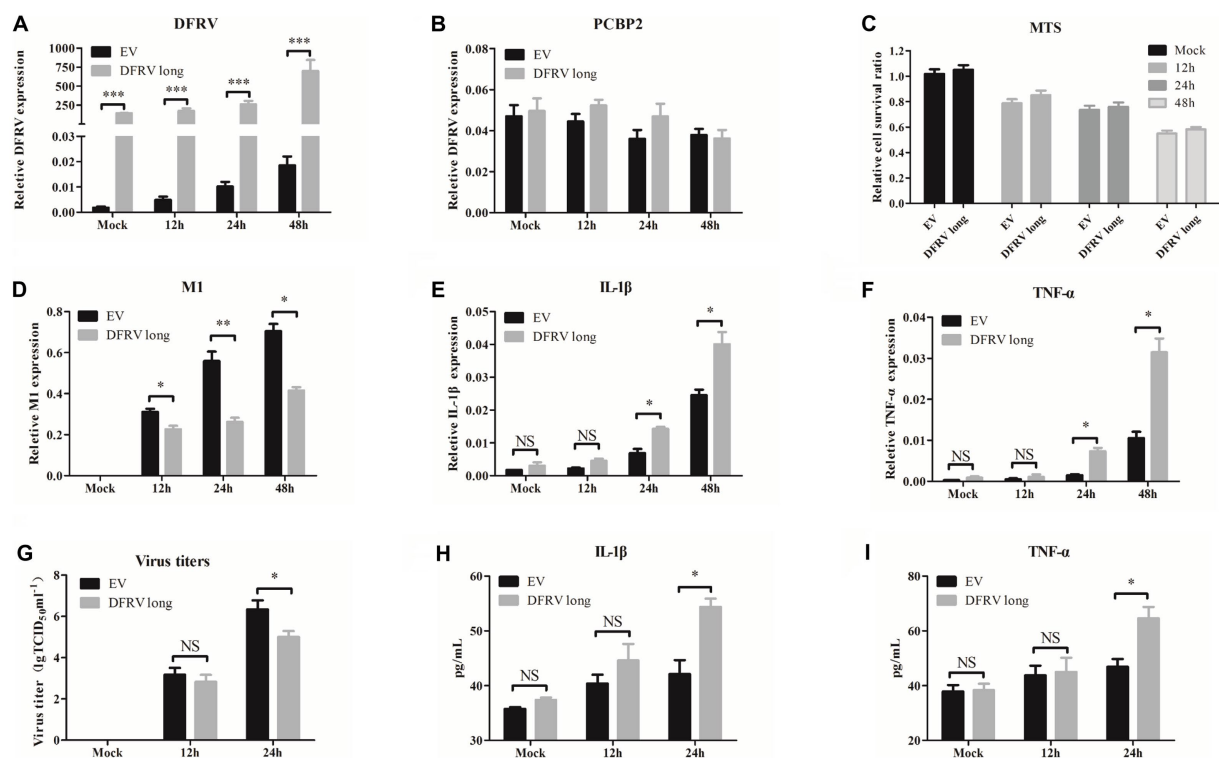 A
DFRV
Reletive DFRV expression
EV
DFRV long
1000
750
500
250
0.03
0.02
0.01
0.00
***
***
***
***
Mock 12h 24h 48h
B
PCBP2
Reletive DFRV expression
EV
DFRV long
0.08
0.06
0.04
0.02
0.00
Mock 12h 24h 48h
C
MTS
Relative cell survival ratio
Mock
12h
24h
48h
1.2
1.0
0.8
0.6
0.4
0.2
0.0
EV DFRV long EV DFRV long EV DFRV long EV DFRV long
D
M1
Reletive M1 expression
EV
DFRV long
0.8
0.6
0.4
0.2
0.0
*
**
*
Mock 12h 24h 48h
E
IL-1β
Reletive IL-1β expression
EV
DFRV long
0.05
0.04
0.03
0.02
0.01
0.00
NS
NS
*
*
Mock 12h 24h 48h
F
TNF-α
Reletive TNF-α expression
EV
DFRV long
0.04
0.03
0.02
0.01
0.00
NS
NS
*
*
Mock 12h 24h 48h
G
Virus titers
Virus titer (lgTCID50ml-1)
EV
DFRV long
8
6
4
2
0
NS
*
Mock 12h 24h
H
IL-1β
pg/mL
EV
DFRV long
60
50
40
30
NS
NS
*
Mock 12h 24h
I
TNF-α
pg/mL
EV
DFRV long
80
60
40
20
NS
NS
*
Mock 12h 24h